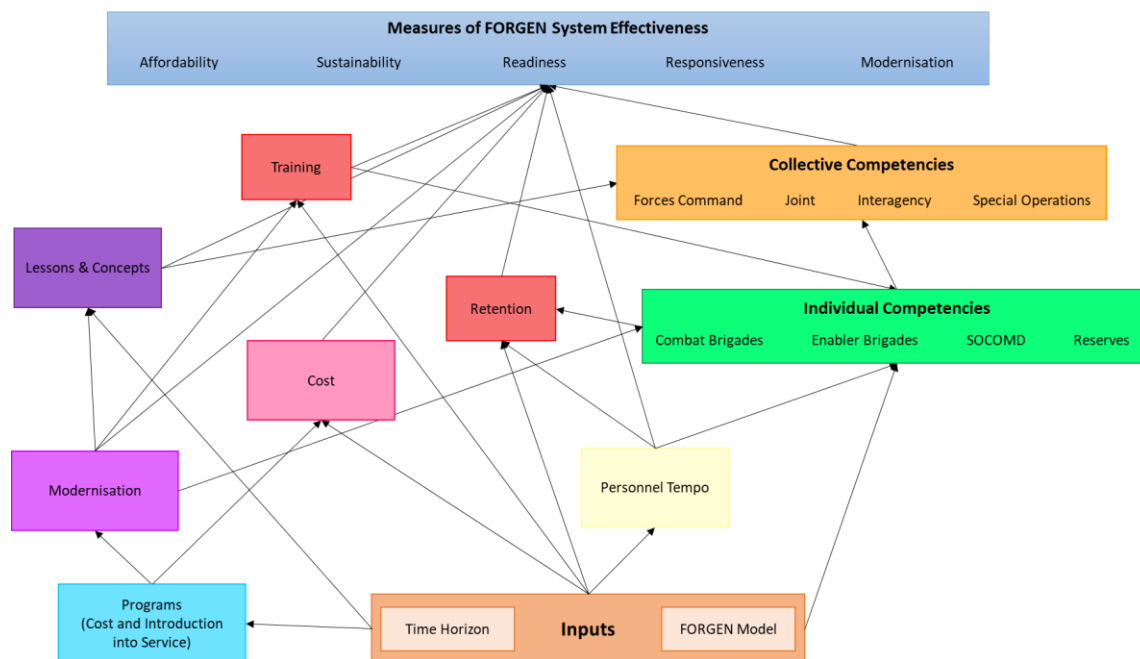 Measures of FORGEN System Effectiveness
Affordability Sustainability Readiness Responsiveness Modernisation
Training
Collective Competencies
Forces Command Joint Interagency Special Operations
Lessons & Concepts
Retention
Individual Competencies
Combat Brigades Enabler Brigades SOCOMD Reserves
Cost
Modernisation
Personnel Tempo
Programs
(Cost and Introduction
into Service)
Time Horizon Inputs FORGEN Model